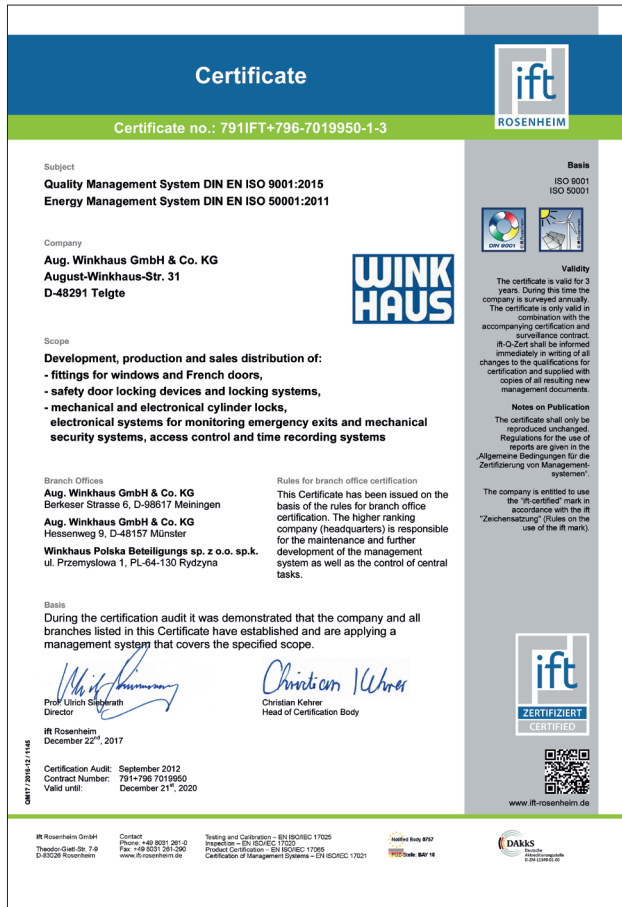 Certificate
ift
ROSENHEIM
Certificate no.: 791IFT+796-7019950-1-3
Subject
Quality Management System DIN EN ISO 9001:2015
Energy Management System DIN EN ISO 50001:2011
Company
Aug. Winkhaus GmbH & Co. KG
August-Winkhaus-Str. 31
D-48291 Telgte
WINK
HAUS
Scope
Development, production and sales distribution of:
- fittings for windows and French doors,
- safety door locking devices and locking systems,
- mechanical and electronical cylinder locks,
electronical systems for monitoring emergency exits and mechanical
security systems, access control and time recording systems
Branch Offices
Aug. Winkhaus GmbH & Co. KG
Berkeser Strasse 6, D-98617 Meiningen
Aug. Winkhaus GmbH & Co. KG
Hessenweg 9, D-48157 Münster
Winkhaus Polska Beteiligungs sp. z o.o. sp.k.
ul. Przemyslowa 1, PL-64-130 Rydzyna
Rules for branch office certification
This Certificate has been issued on the
basis of the rules for branch office
certification. The higher ranking
company (headquarters) is responsible
for the maintenance and further
development of the management
system as well as the control of central
tasks.
Basis
During the certification audit it was demonstrated that the company and all
branches listed in this Certificate have established and are applying a
management system that covers the specified scope.
Christian Kehrer
Prof. Ulrich Sieberath
Director
Christian Kehrer
Head of Certification Body
ift Rosenheim
December 22nd, 2017
Certification Audit: September 2012
Contract Number: 791+796 7019950
Valid until: December 21st, 2020
QM17 / 2016-12 / 1145
Basis
ISO 9001
ISO 50001
DIN 9001
Validity
The certificate is valid for 3
years. During this time the
company is surveyed annually.
The certificate is only valid in
combination with the
accompanying certification and
surveillance contract.
ift-Q-Zert shall be informed
immediately in writing of all
changes to the qualifications for
certification and supplied with
copies of all resulting new
management documents.
Notes on Publication
The certificate shall only be
reproduced unchanged.
Regulations for the use of
reports are given in the
„Allgemeine Bedingungen für die
Zertifizierung von Management-
systemen“.
The company is entitled to use
the "ift-certified" mark in
accordance with the ift
"Zeichensatzung" (Rules on the
use of the ift mark).
ift
ZERTIFIZIERT
CERTIFIED
www.ift-rosenheim.de
ift Rosenheim GmbH
Theodor-Gietl-Str. 7-9
D-83026 Rosenheim
Contact
Phone: +49 8031 261-0
Fax: +49 8031 261-290
www.ift-rosenheim.de
Testing and Calibration – EN ISO/IEC 17025
Inspection – EN ISO/IEC 17020
Product Certification – EN ISO/IEC 17065
Certification of Management Systems – EN ISO/IEC 17021
Notified Body 0757
PÜZ-Stelle: BAY 18
DAkkS
Deutsche
Akkreditierungsstelle
D-ZM-11349-01-00